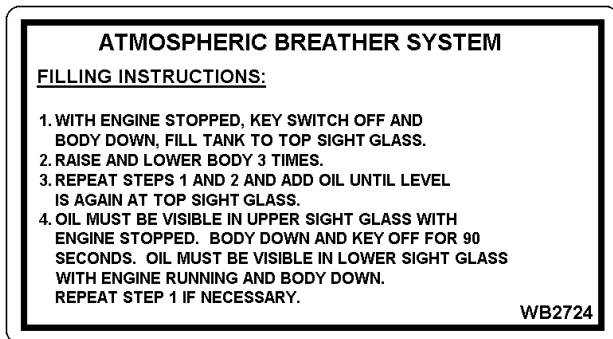 ATMOSPHERIC BREATHER SYSTEM
FILLING INSTRUCTIONS:
1. WITH ENGINE STOPPED, KEY SWITCH OFF AND
BODY DOWN, FILL TANK TO TOP SIGHT GLASS.
2. RAISE AND LOWER BODY 3 TIMES.
3. REPEAT STEPS 1 AND 2 AND ADD OIL UNTIL LEVEL
IS AGAIN AT TOP SIGHT GLASS.
4. OIL MUST BE VISIBLE IN UPPER SIGHT GLASS WITH
ENGINE STOPPED. BODY DOWN AND KEY OFF FOR 90
SECONDS. OIL MUST BE VISIBLE IN LOWER SIGHT GLASS
WITH ENGINE RUNNING AND BODY DOWN.
REPEAT STEP 1 IF NECESSARY.
WB2724